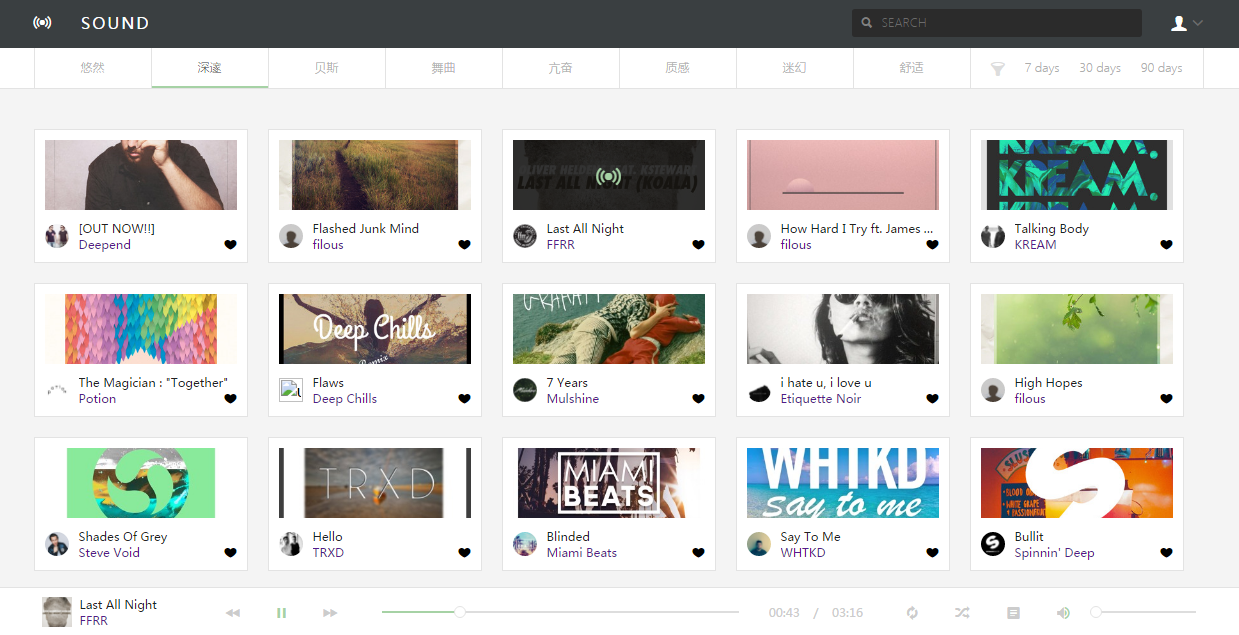 SOUND
SEARCH
悠然 深邃 贝斯 舞曲 亢奋 质感 迷幻 舒适 7 days 30 days 90 days
LAST ALL NIGHT (KOALA)
KREAM.
[OUT NOW!!]
Deepend
Flashed Junk Mind
filous
Last All Night
FFRR
How Hard I Try ft. James ...
filous
Talking Body
KREAM
Deep Chills
Remix
The Magician : "Together"
Potion
Flaws
Deep Chills
7 Years
Mulshine
i hate u, i love u
Etiquette Noir
High Hopes
filous
TRXD
MIAMI
BEATS
WHTKD
say to me
Shades Of Grey
Steve Void
Hello
TRXD
Blinded
Miami Beats
Say To Me
WHTKD
Bullit
Spinnin' Deep
Last All Night
FFRR
00:43 / 03:16